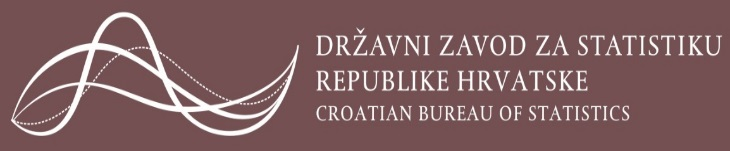 DRŽAVNI ZAVOD ZA STATISTIKU
REPUBLIKE HRVATSKE
CROATIAN BUREAU OF STATISTICS